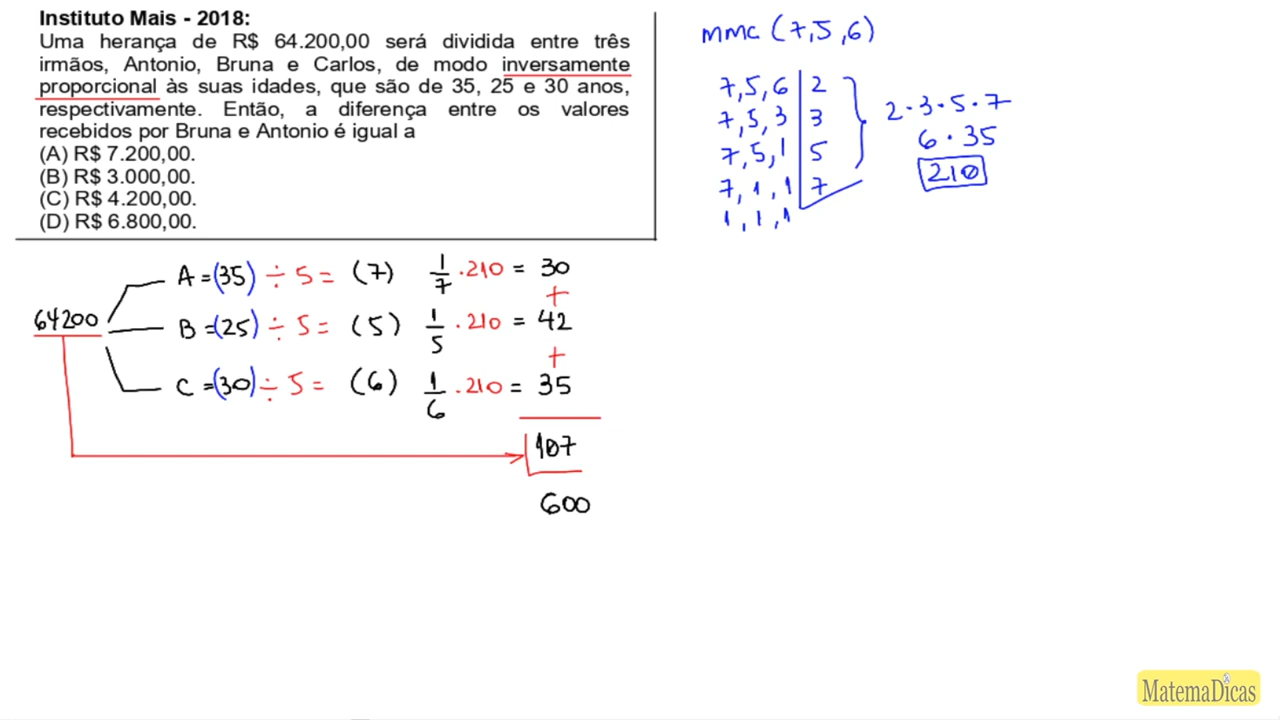 Instituto Mais - 2018:
Uma herança de R$ 64.200,00 será dividida entre três
irmãos, Antonio, Bruna e Carlos, de modo inversamente
proporcional às suas idades, que são de 35, 25 e 30 anos,
respectivamente. Então, a diferença entre os valores
recebidos por Bruna e Antonio é igual a
(A) R$ 7.200,00.
(B) R$ 3.000,00.
(C) R$ 4.200,00.
(D) R$ 6.800,00.
mmc (7,5,6)
7,5,6 | 2
7,5,3 | 3
7,5,1 | 5
7,1,1 | 7
1,1,1
2·3·5·7
6·35
210
64200
A=(35) ÷ 5 = (7) 1/7 .210 = 30
+
B=(25) ÷ 5 = (5) 1/5 .210 = 42
+
C=(30) ÷ 5 = (6) 1/6 .210 = 35
107
600
MatemaDicas